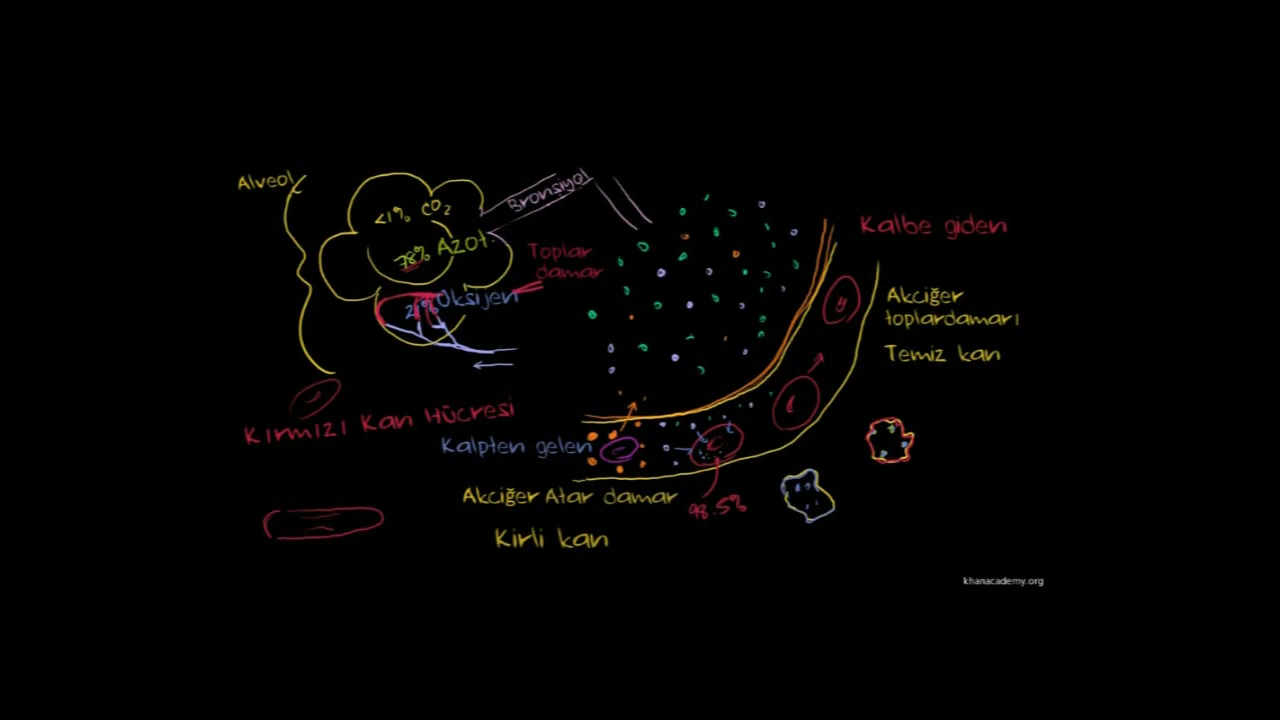 Alveol
<1% CO2
78% Azot
21% Oksijen
Bronşiyol
Toplar
damar
Kalbe giden
Akciğer
toplardamarı
Temiz kan
Kırmızı Kan Hücresi
Kalpten gelen
Akciğer Atar damar
98.5%
Kirli kan
khanacademy.org